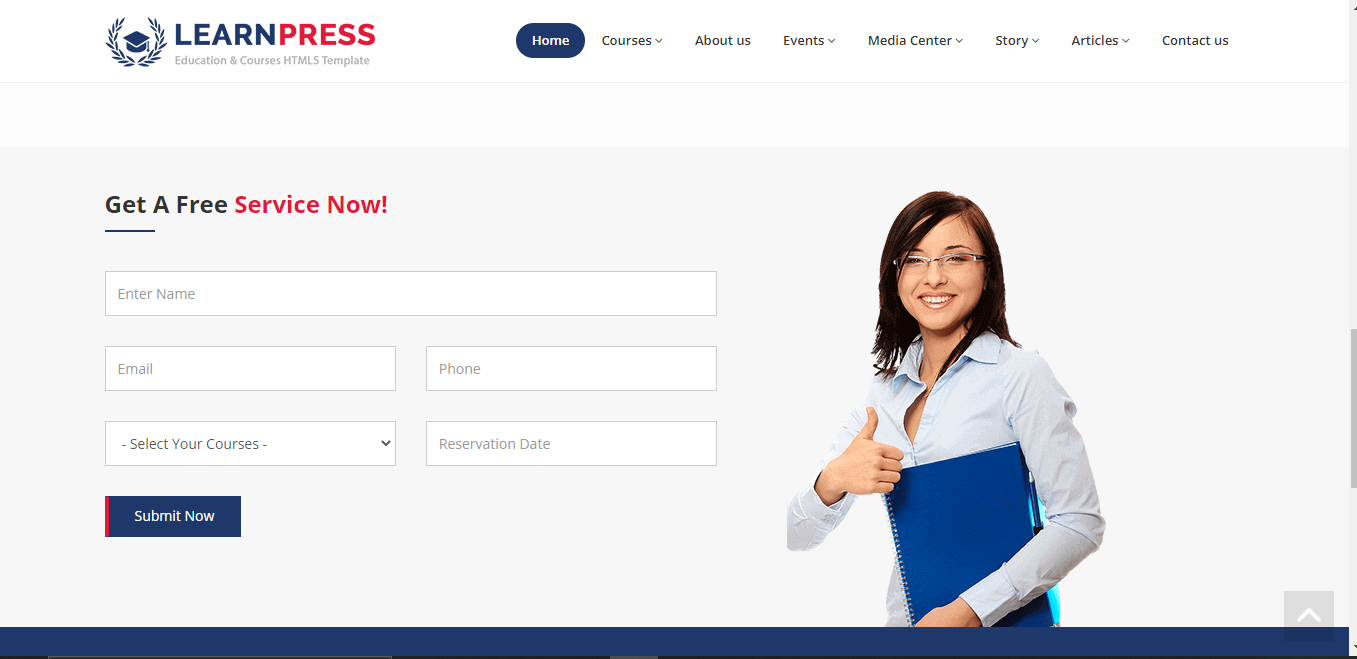 LEARNPRESS
Education & Courses HTML5 Template
Home Courses About us Events Media Center Story Articles Contact us
Get A Free Service Now!
Enter Name
Email Phone
- Select Your Courses - Reservation Date
Submit Now